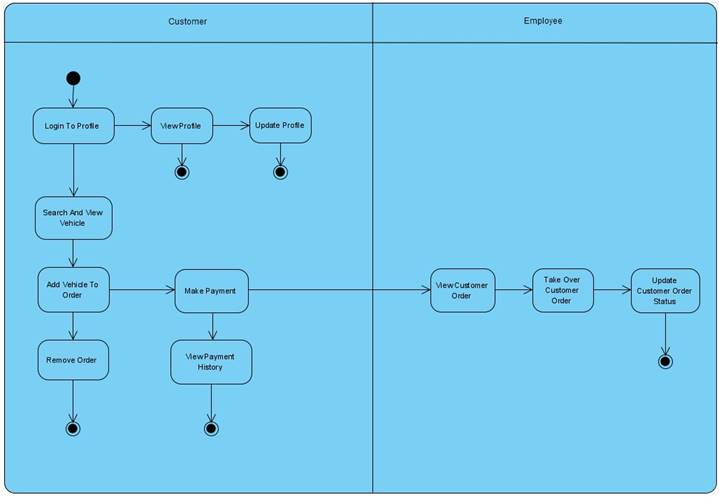 Customer
Employee
Login To Profile
View Profile
Update Profile
Search And View
Vehicle
Add Vehicle To
Order
Make Payment
View Customer
Order
Take Over
Customer
Order
Update
Customer Order
Status
Remove Order
View Payment
History